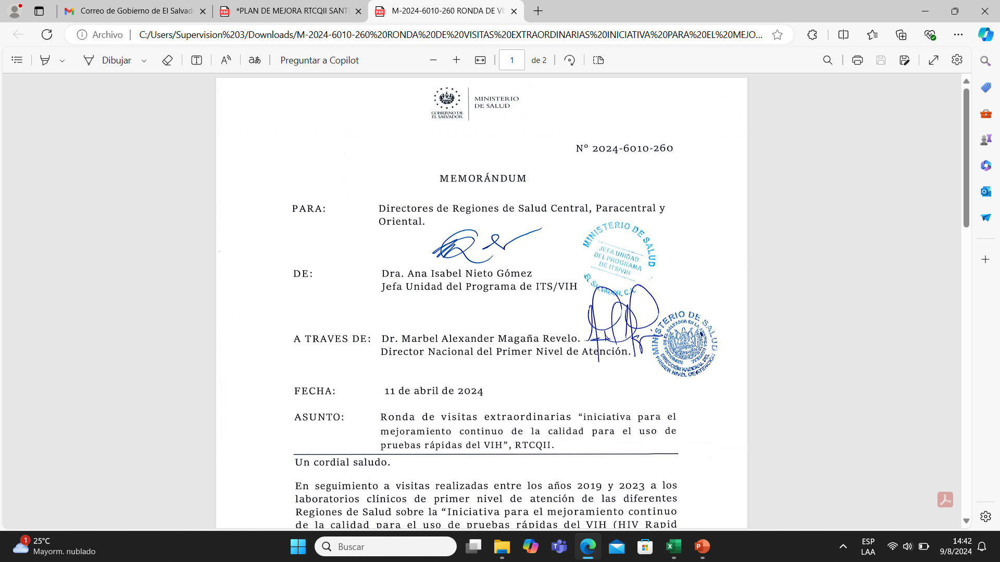 Correo de Gobierno de El Salvad
*PLAN DE MEJORA RTCQII SANT
M-2024-6010-260 RONDA DE VI
Archivo
C:/Users/Supervision%203/Downloads/M-2024-6010-260%20RONDA%20DE%20VISITAS%20EXTRAORDINARIAS%20INICIATIVA%20PARA%20EL%20MEJO...
Dibujar
Preguntar a Copilot
1
de 2
GOBIERNO DE
EL SALVADOR
MINISTERIO
DE SALUD
N° 2024-6010-260
MEMORÁNDUM
PARA: Directores de Regiones de Salud Central, Paracentral y
Oriental.
MINISTERIO DE SALUD
JEFA UNIDAD
DEL PROGRAMA
DE ITS/VIH
EL SALVADOR, C.A.
DE: Dra. Ana Isabel Nieto Gómez
Jefa Unidad del Programa de ITS/VIH
A TRAVES DE: Dr. Marbel Alexander Magaña Revelo.
Director Nacional del Primer Nivel de Atención.
MINISTERIO DE SALUD
DIRECCIÓN NACIONAL DEL
PRIMER NIVEL DE ATENCIÓN
FECHA: 11 de abril de 2024
ASUNTO: Ronda de visitas extraordinarias “iniciativa para el
mejoramiento continuo de la calidad para el uso de
pruebas rápidas del VIH”, RTCQII.
Un cordial saludo.
En seguimiento a visitas realizadas entre los años 2019 y 2023 a los
laboratorios clínicos de primer nivel de atención de las diferentes
Regiones de Salud sobre la “Iniciativa para el mejoramiento continuo
de la calidad para el uso de pruebas rápidas del VIH (HIV Rapid
1
25°C
Mayorm. nublado
Buscar
ESP
LAA
14:42
9/8/2024